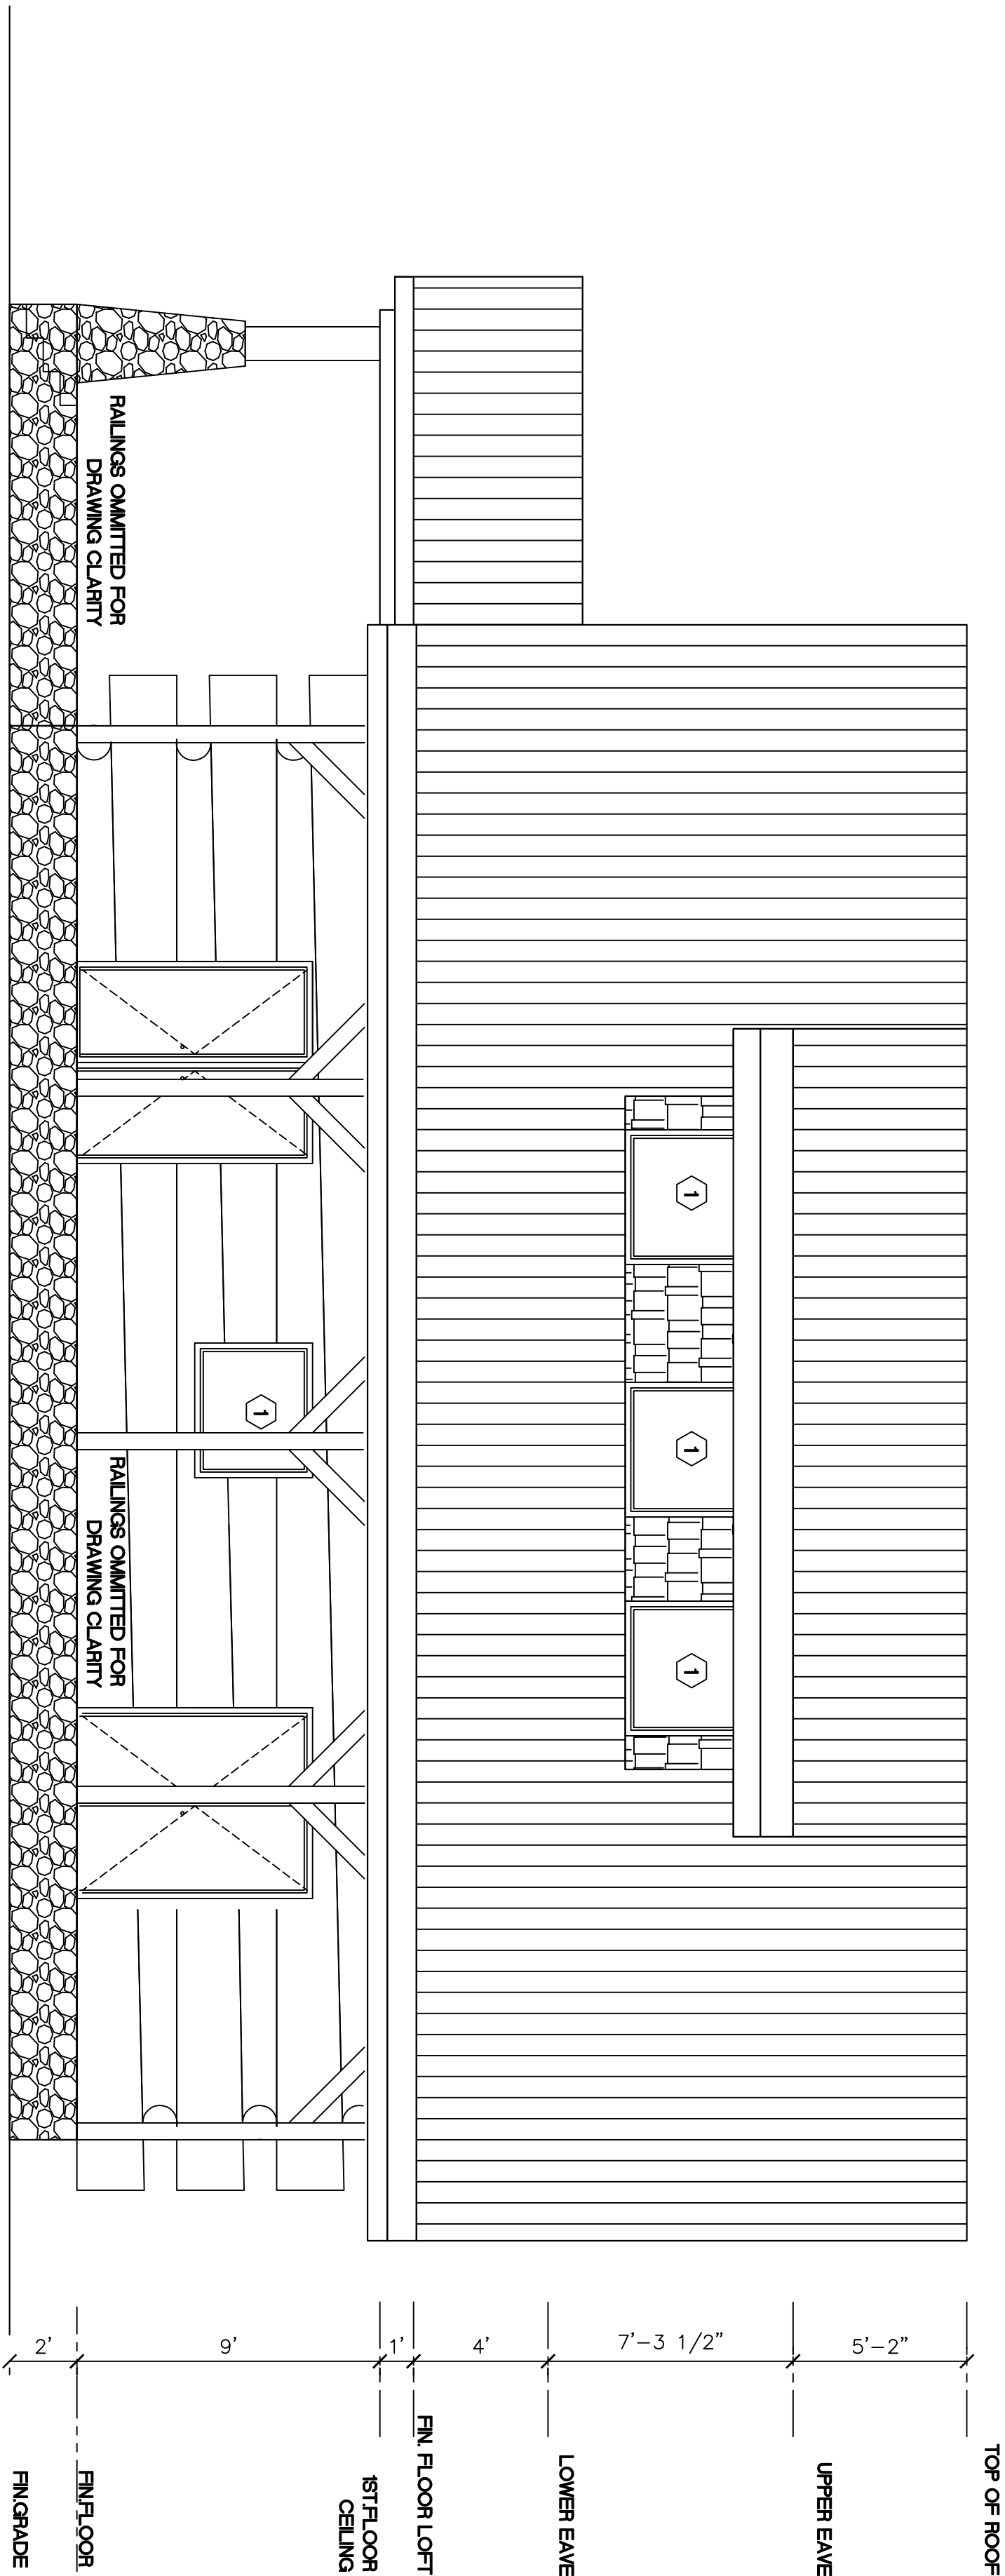 TOP OF ROOF
5'-2"
UPPER EAVE
7'-3 1/2"
LOWER EAVE
4'
FIN. FLOOR LOFT
1'
1ST.FLOOR
CEILING
9'
FIN.FLOOR
2'
FIN.GRADE
1
1
1
1
RAILINGS OMMITTED FOR
DRAWING CLARITY
RAILINGS OMMITTED FOR
DRAWING CLARITY